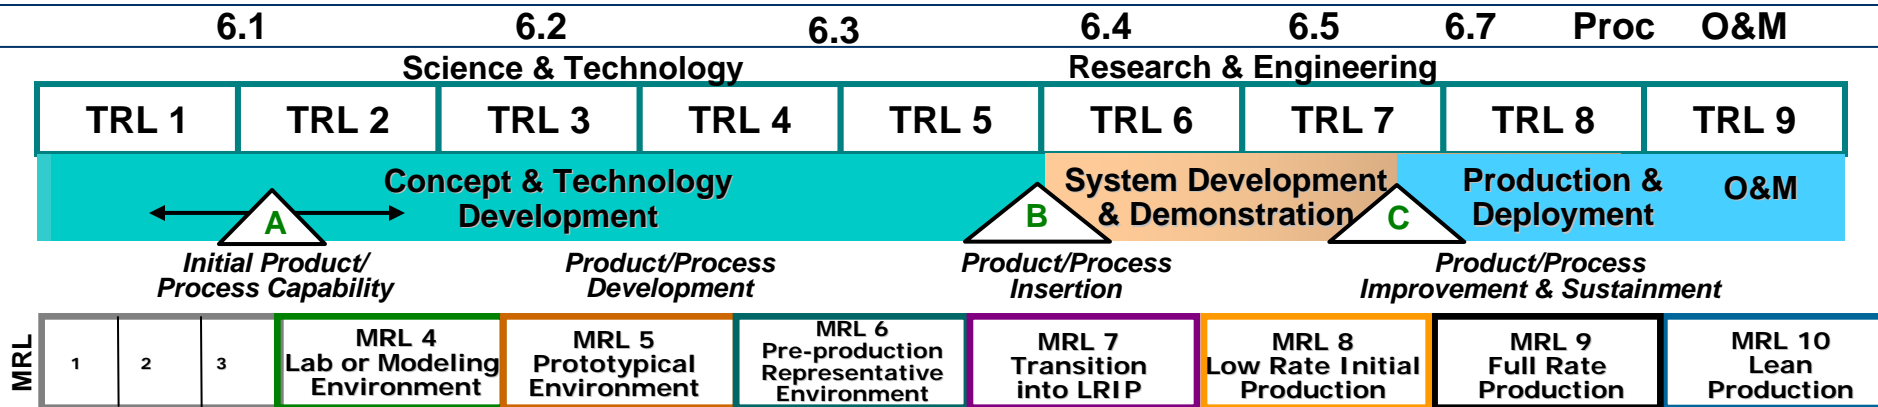 6.1 6.2 6.3 6.4 6.5 6.7 Proc O&M
Science & Technology Research & Engineering
TRL 1 TRL 2 TRL 3 TRL 4 TRL 5 TRL 6 TRL 7 TRL 8 TRL 9
Concept & Technology
Development
System Development
& Demonstration
Production &
Deployment
O&M
A
B
C
Initial Product/
Process Capability
Product/Process
Development
Product/Process
Insertion
Product/Process
Improvement & Sustainment
MRL
1 2 3
MRL 4
Lab or Modeling
Environment
MRL 5
Prototypical
Environment
MRL 6
Pre-production
Representative
Environment
MRL 7
Transition
into LRIP
MRL 8
Low Rate Initial
Production
MRL 9
Full Rate
Production
MRL 10
Lean
Production